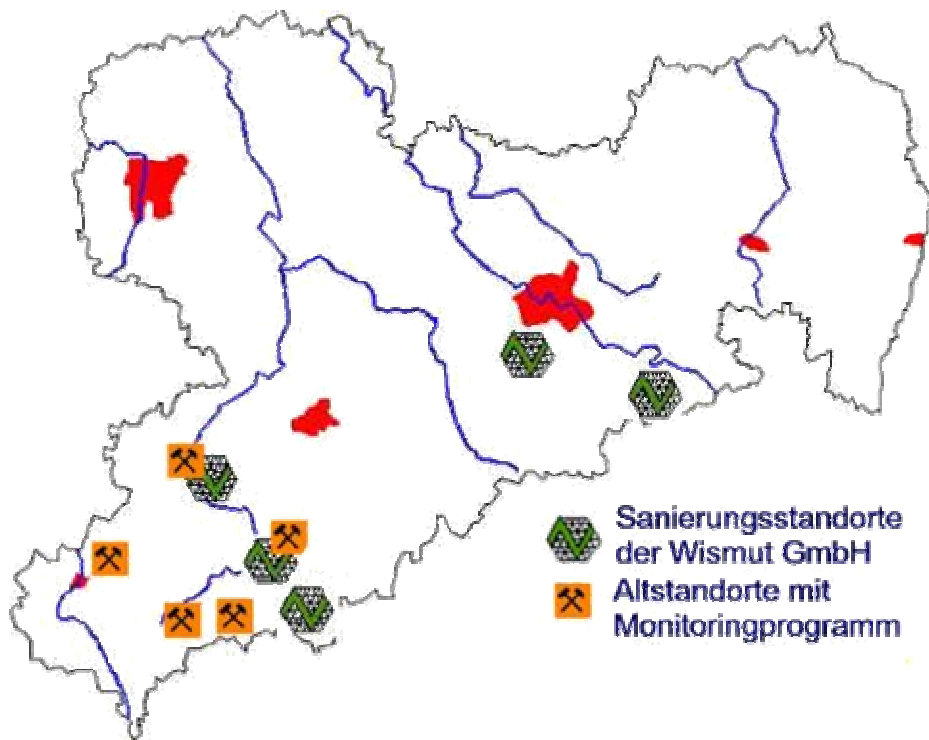 Sanierungsstandorte
der Wismut GmbH
Altstandorte mit
Monitoringprogramm